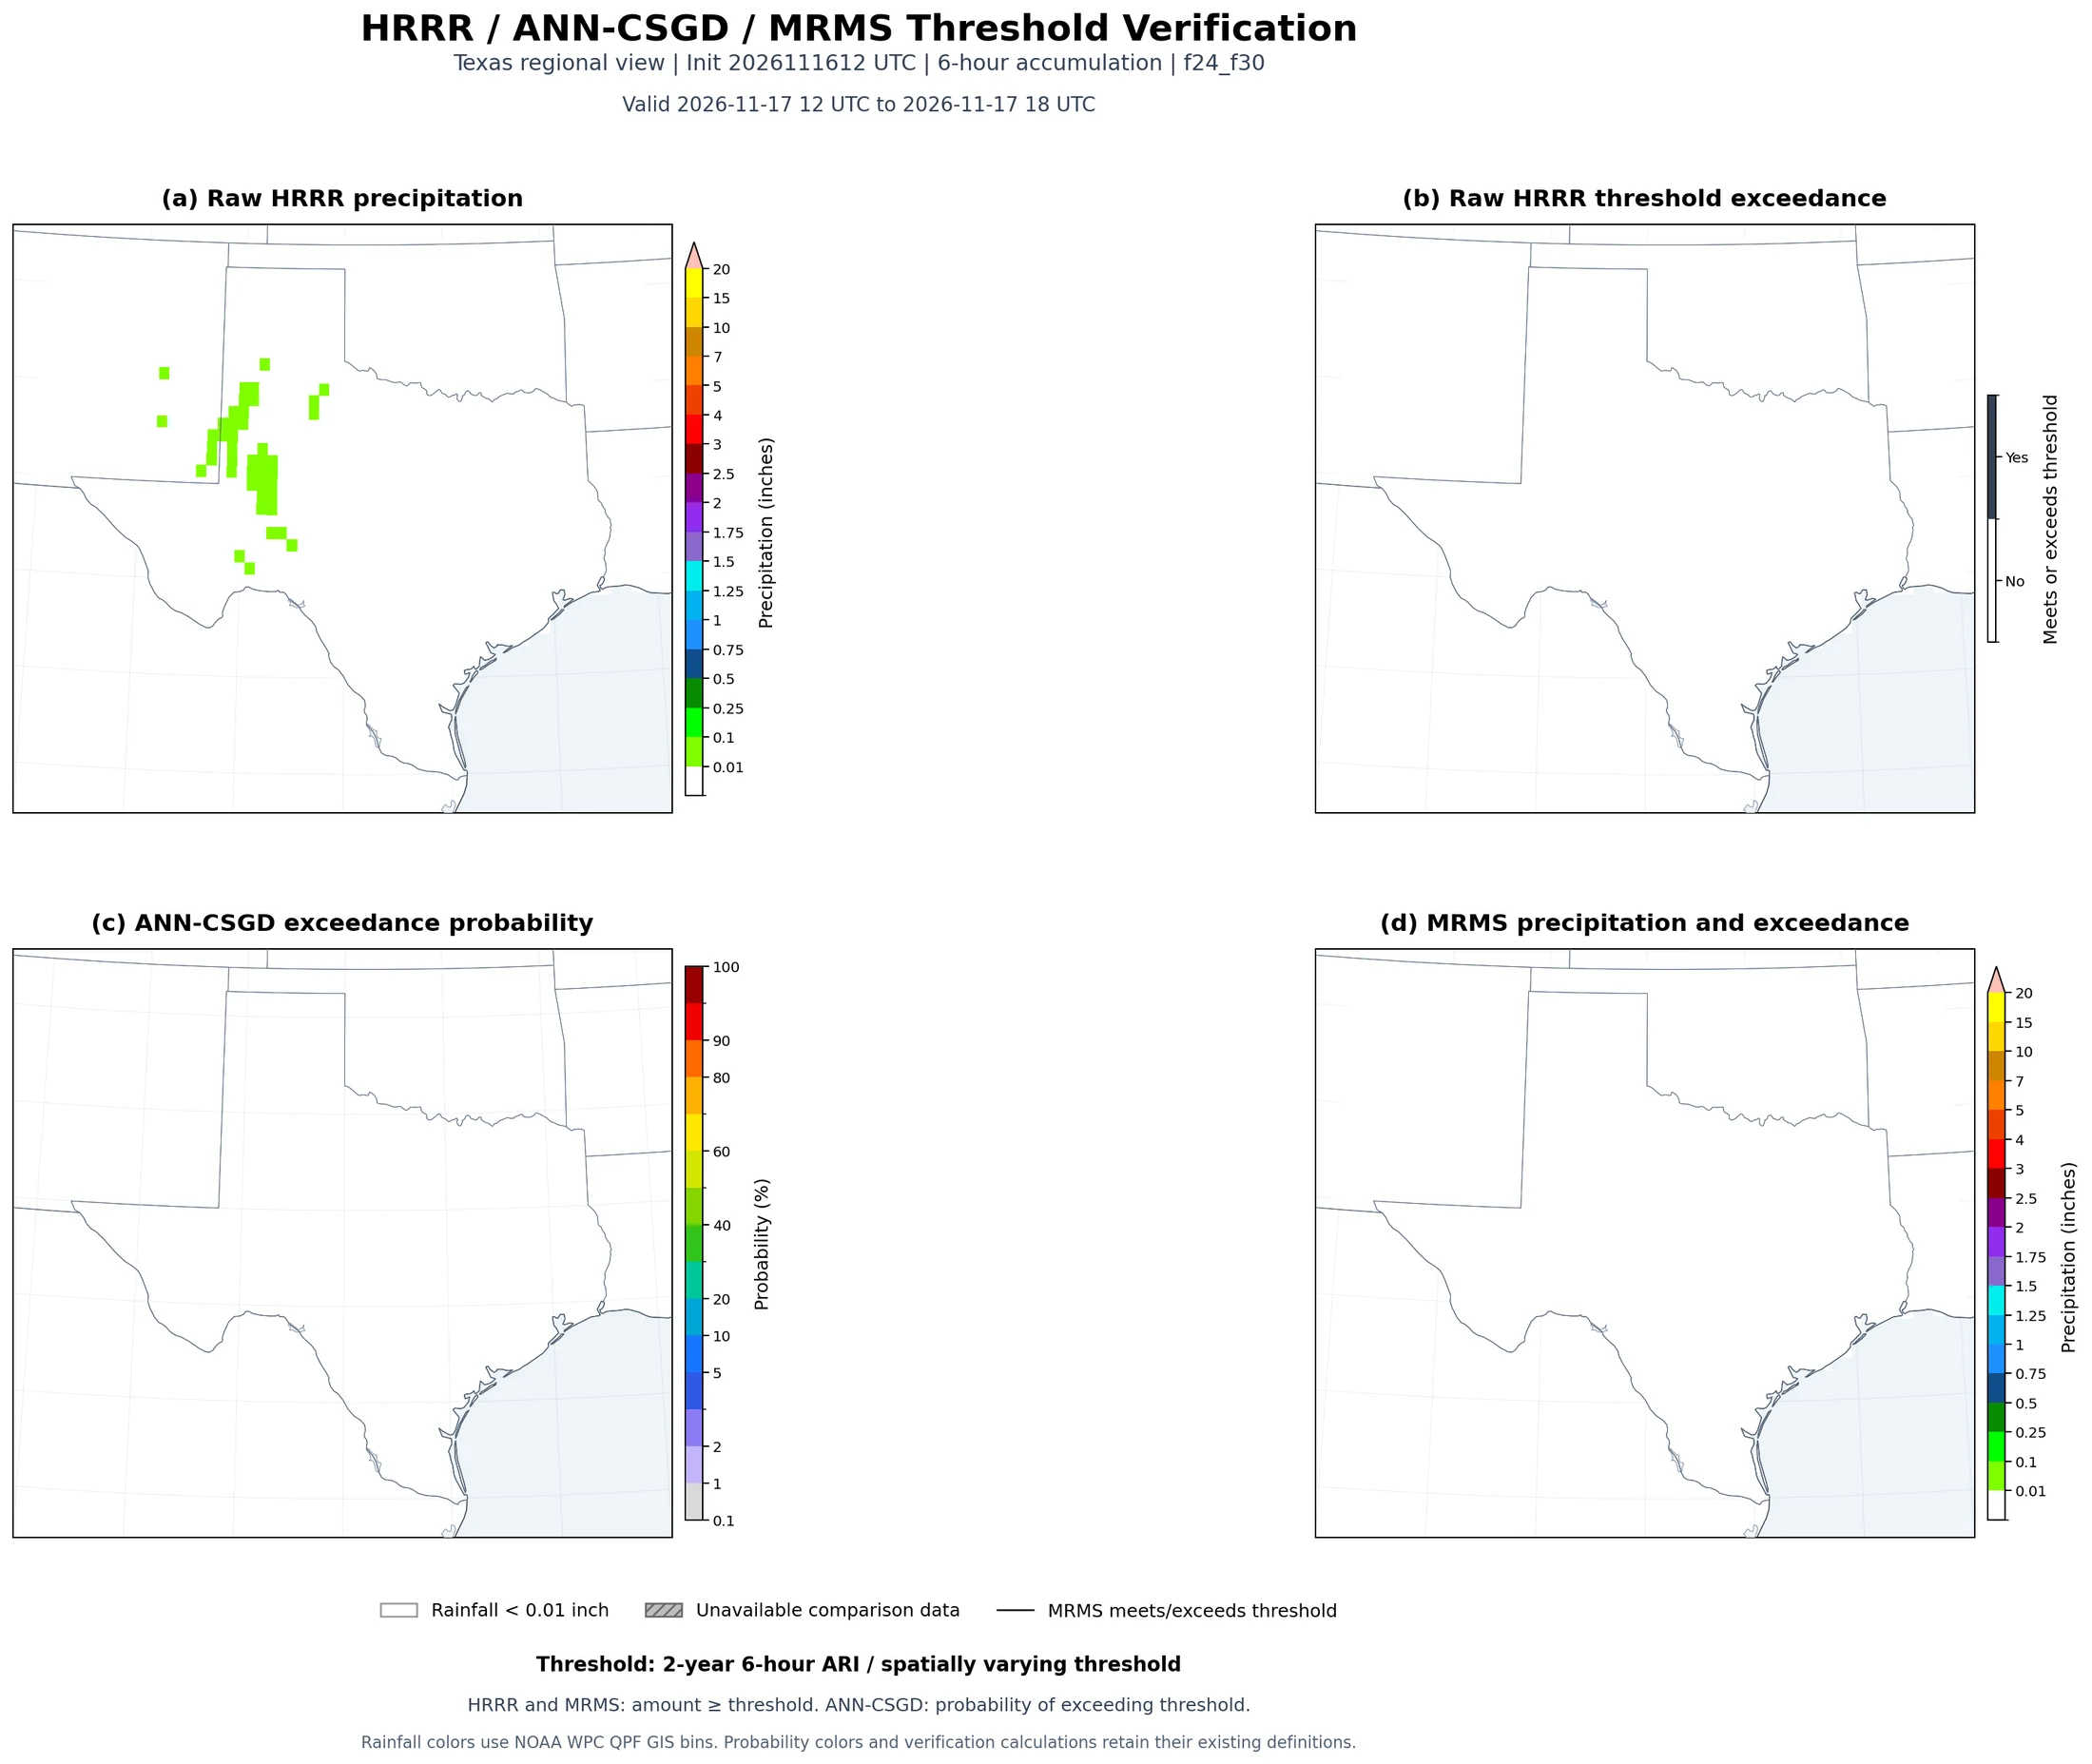 HRRR / ANN-CSGD / MRMS Threshold Verification
Texas regional view | Init 2026111612 UTC | 6-hour accumulation | f24_f30
Valid 2026-11-17 12 UTC to 2026-11-17 18 UTC
(a) Raw HRRR precipitation
20
15
10
7
5
4
3
2.5
2
1.75
1.5
1.25
1
0.75
0.5
0.25
0.1
0.01
Precipitation (inches)
(b) Raw HRRR threshold exceedance
Yes
No
Meets or exceeds threshold
(c) ANN-CSGD exceedance probability
100
90
80
60
40
20
10
5
2
1
0.1
Probability (%)
(d) MRMS precipitation and exceedance
20
15
10
7
5
4
3
2.5
2
1.75
1.5
1.25
1
0.75
0.5
0.25
0.1
0.01
Precipitation (inches)
Rainfall < 0.01 inch
Unavailable comparison data
MRMS meets/exceeds threshold
Threshold: 2-year 6-hour ARI / spatially varying threshold
HRRR and MRMS: amount ≥ threshold. ANN-CSGD: probability of exceeding threshold.
Rainfall colors use NOAA WPC QPF GIS bins. Probability colors and verification calculations retain their existing definitions.